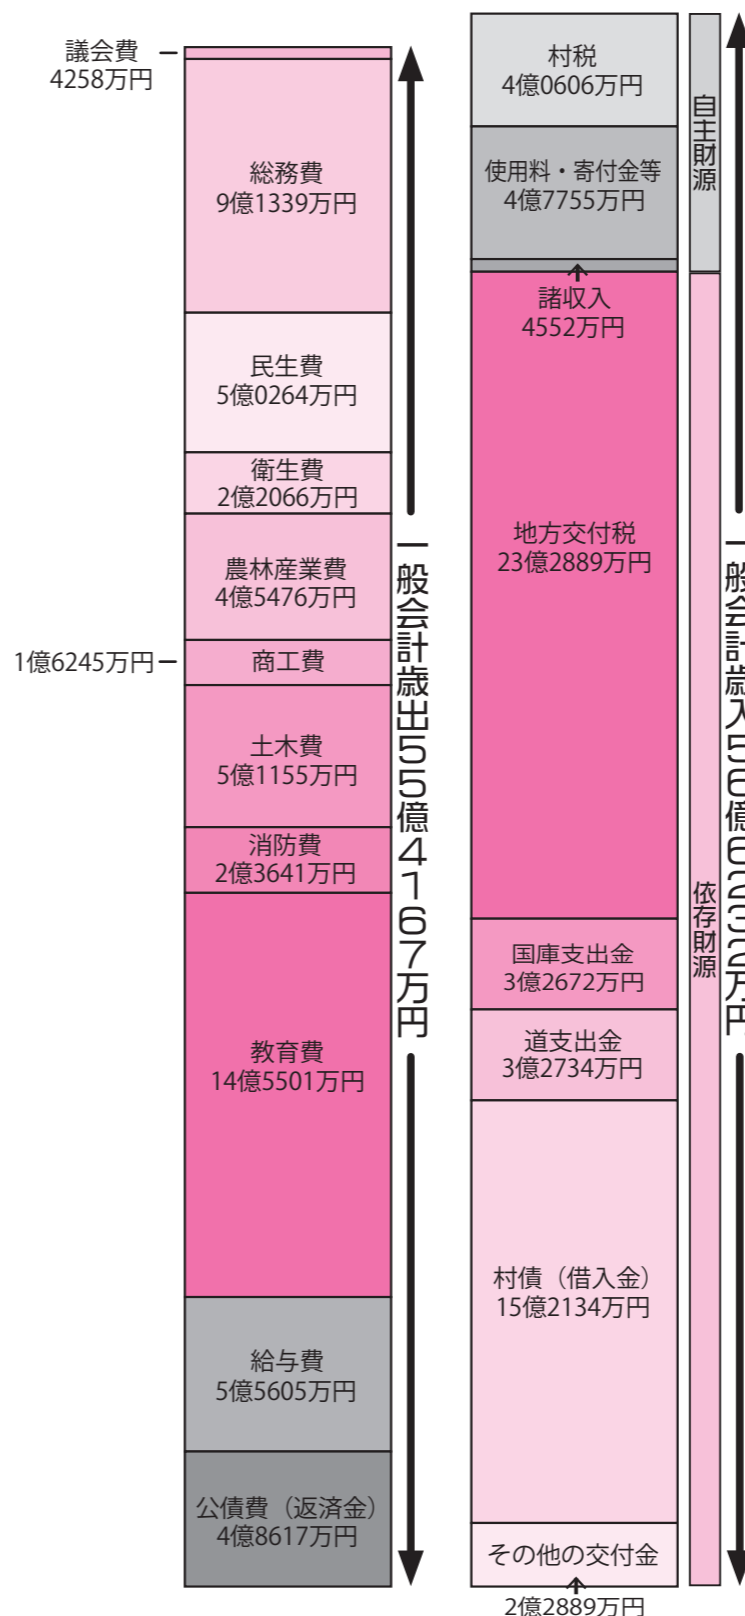 議会費
4258万円
総務費
9億1339万円
民生費
5億0264万円
衛生費
2億2066万円
農林産業費
4億5476万円
1億6245万円
商工費
土木費
5億1155万円
消防費
2億3641万円
教育費
14億5501万円
給与費
5億5605万円
公債費（返済金）
4億8617万円
一般会計歳出55億4167万円
村税
4億0606万円
使用料・寄付金等
4億7755万円
諸収入
4552万円
地方交付税
23億2889万円
国庫支出金
3億2672万円
道支出金
3億2734万円
村債（借入金）
15億2134万円
その他の交付金
2億2889万円
自主財源
依存財源
一般会計歳入56億6232万円